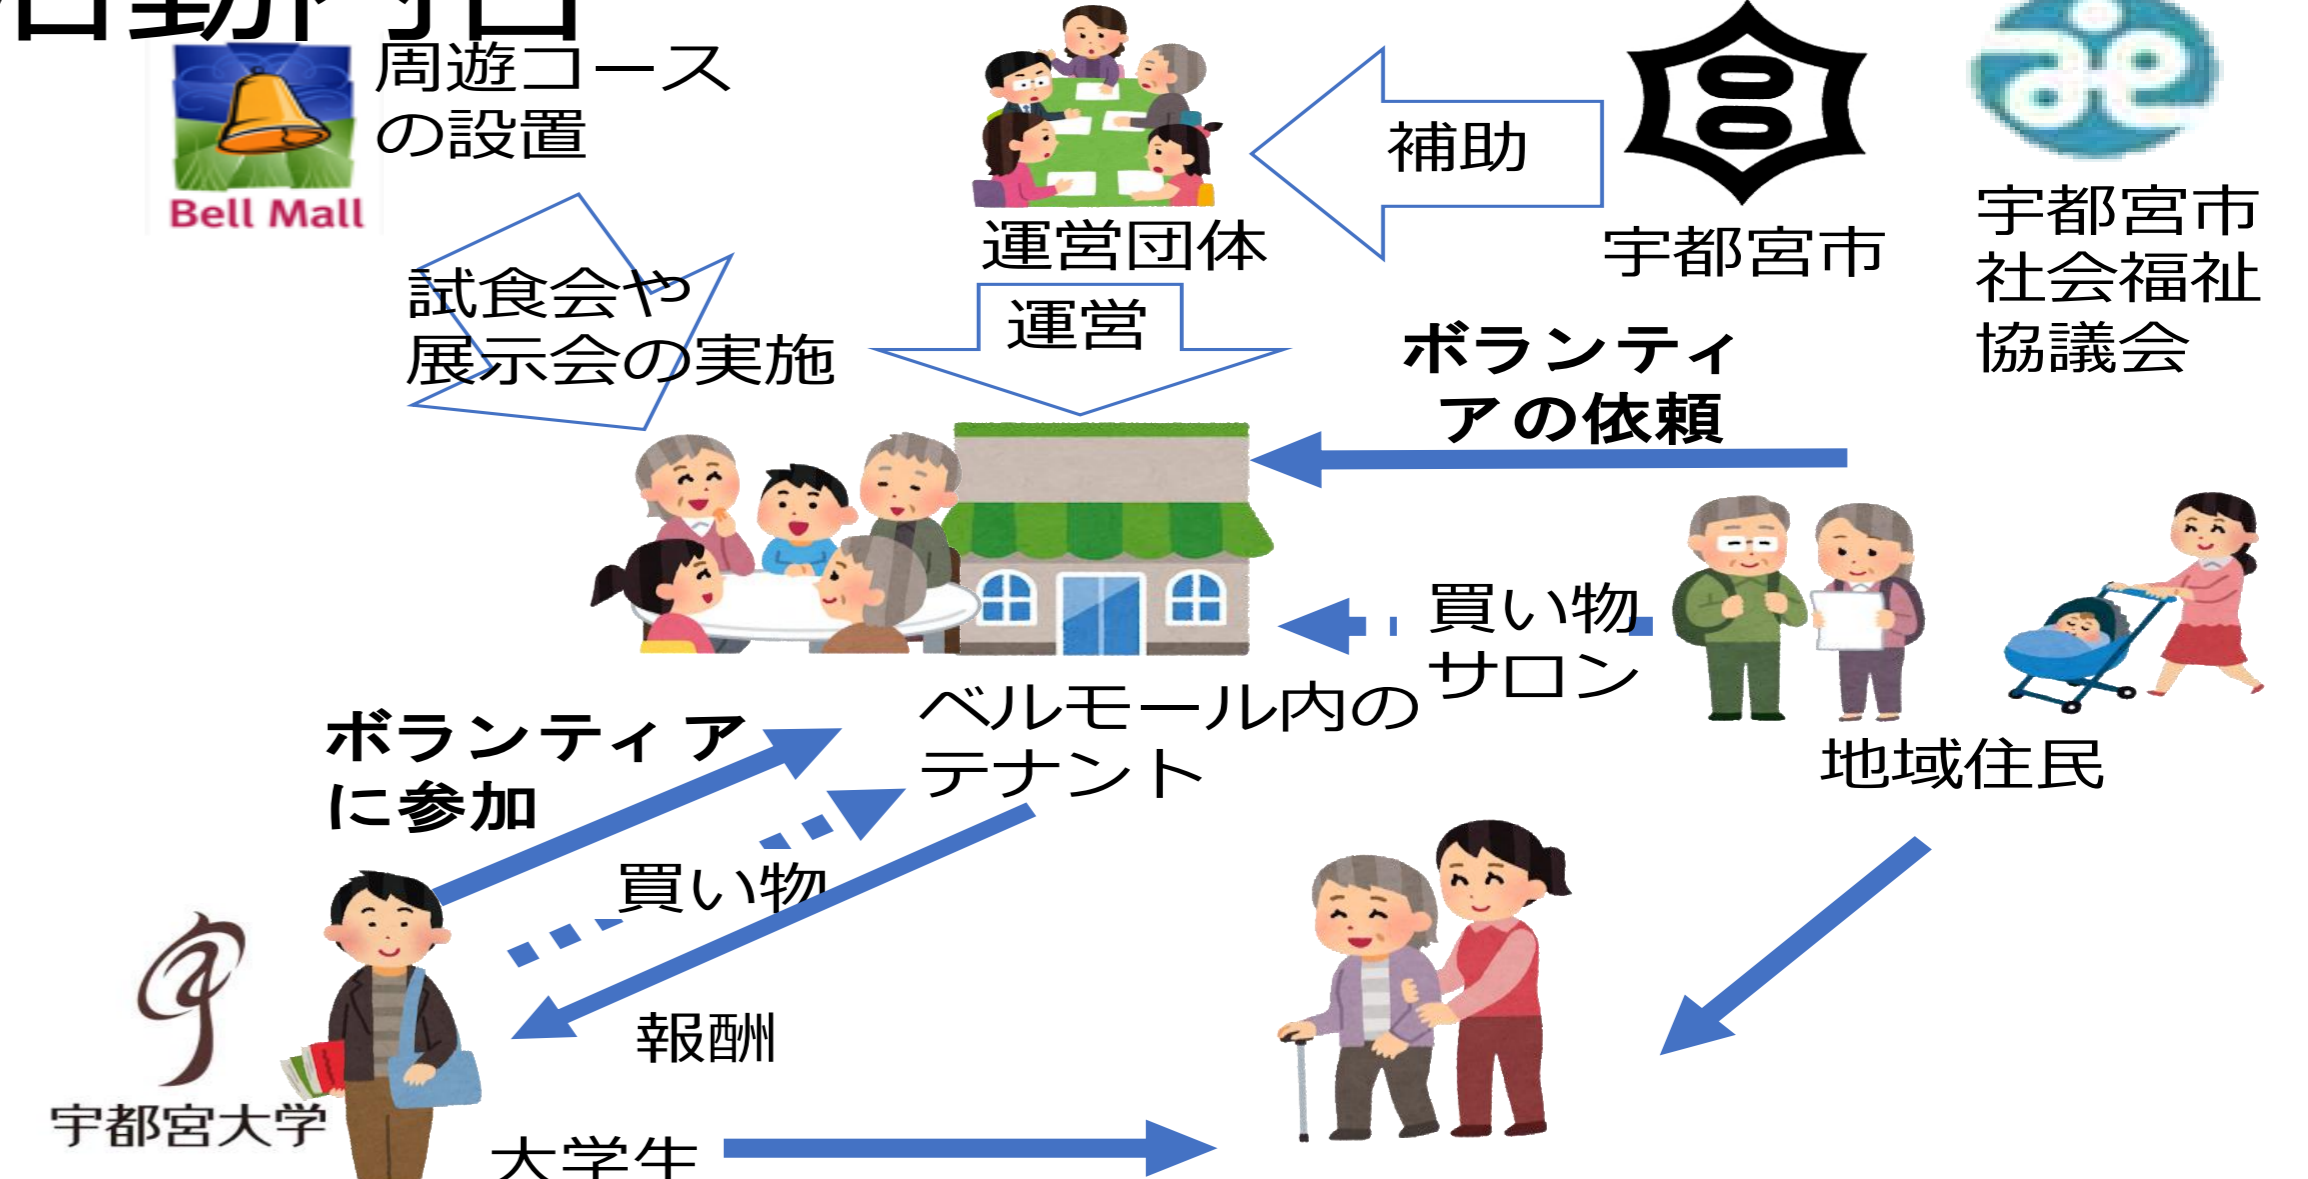 活動内容
周遊コース
の設置
Bell Mall
試食会や
展示会の実施
運営団体
補助
宇都宮市
宇都宮市
社会福祉
協議会
運営
ボランティ
アの依頼
買い物
サロン
ベルモール内の
テナント
地域住民
ボランティア
に参加
買い物
報酬
宇都宮大学
大学生